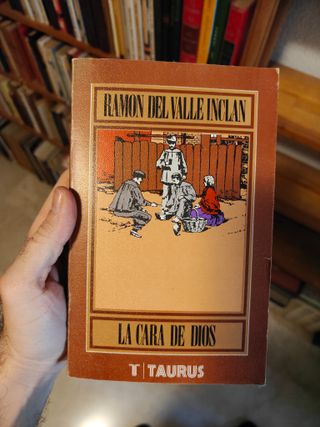 RAMON DEL VALLE INCLAN
LA CARA DE DIOS
T | TAURUS